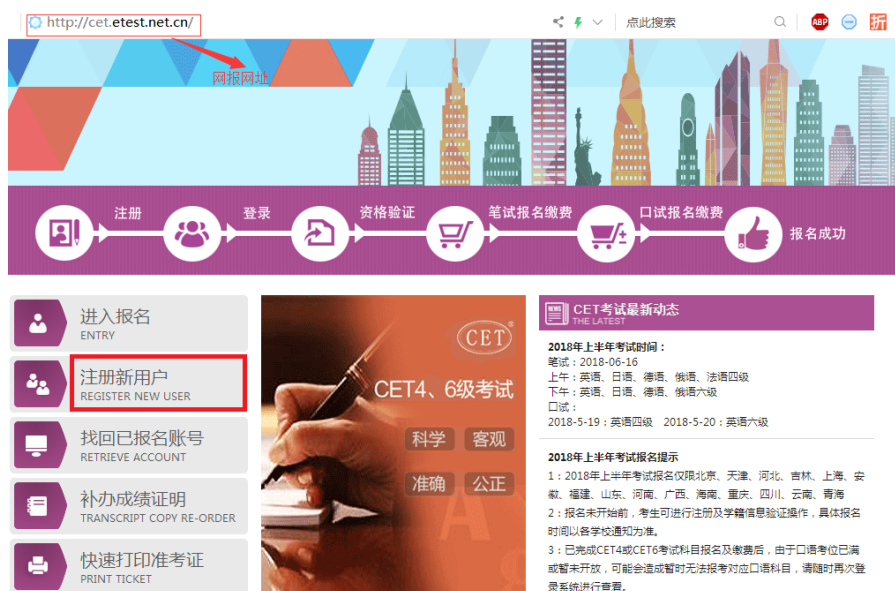 http://cet.etest.net.cn/
点此搜索
ABP
折
网报网址
注册
登录
资格验证
笔试报名缴费
口试报名缴费
报名成功
进入报名
ENTRY
注册新用户
REGISTER NEW USER
找回已报名账号
RETRIEVE ACCOUNT
补办成绩证明
TRANSCRIPT COPY RE-ORDER
快速打印准考证
PRINT TICKET
CET
CET4、6级考试
科学 客观
准确 公正
NEWS
CET考试最新动态
THE LATEST
2018年上半年考试时间：
笔试：2018-06-16
上午：英语、日语、德语、俄语、法语四级
下午：英语、日语、德语、俄语六级
口试：
2018-5-19：英语四级 2018-5-20：英语六级
2018年上半年考试报名提示
1：2018年上半年考试报名仅限北京、天津、河北、吉林、上海、安
徽、福建、山东、河南、广西、海南、重庆、四川、云南、青海
2：报名未开始前，考生可进行注册及学籍信息验证操作，具体报名
时间以各学校通知为准。
3：已完成CET4或CET6考试科目报名及缴费后，由于口语考位已满
或暂未开放，可能会造成暂时无法报考对应口语科目，请随时再次登
录系统进行查看。